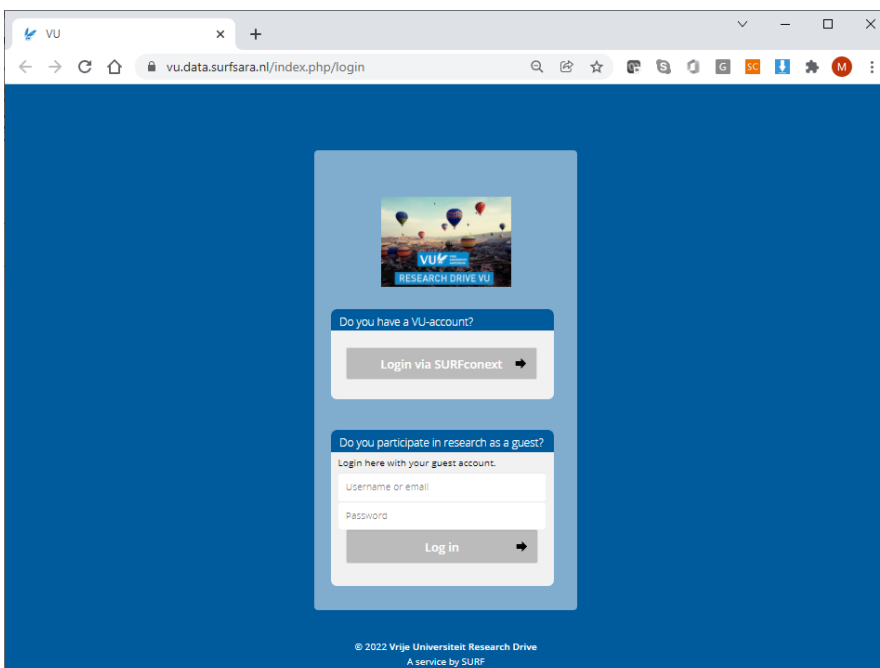 VU
vu.data.surfsara.nl/index.php/login
G
SC
M
VU
RESEARCH DRIVE VU
Do you have a VU-account?
Login via SURFconext
Do you participate in research as a guest?
Login here with your guest account.
Username or email
Password
Log in
© 2022 Vrije Universiteit Research Drive
A service by SURF